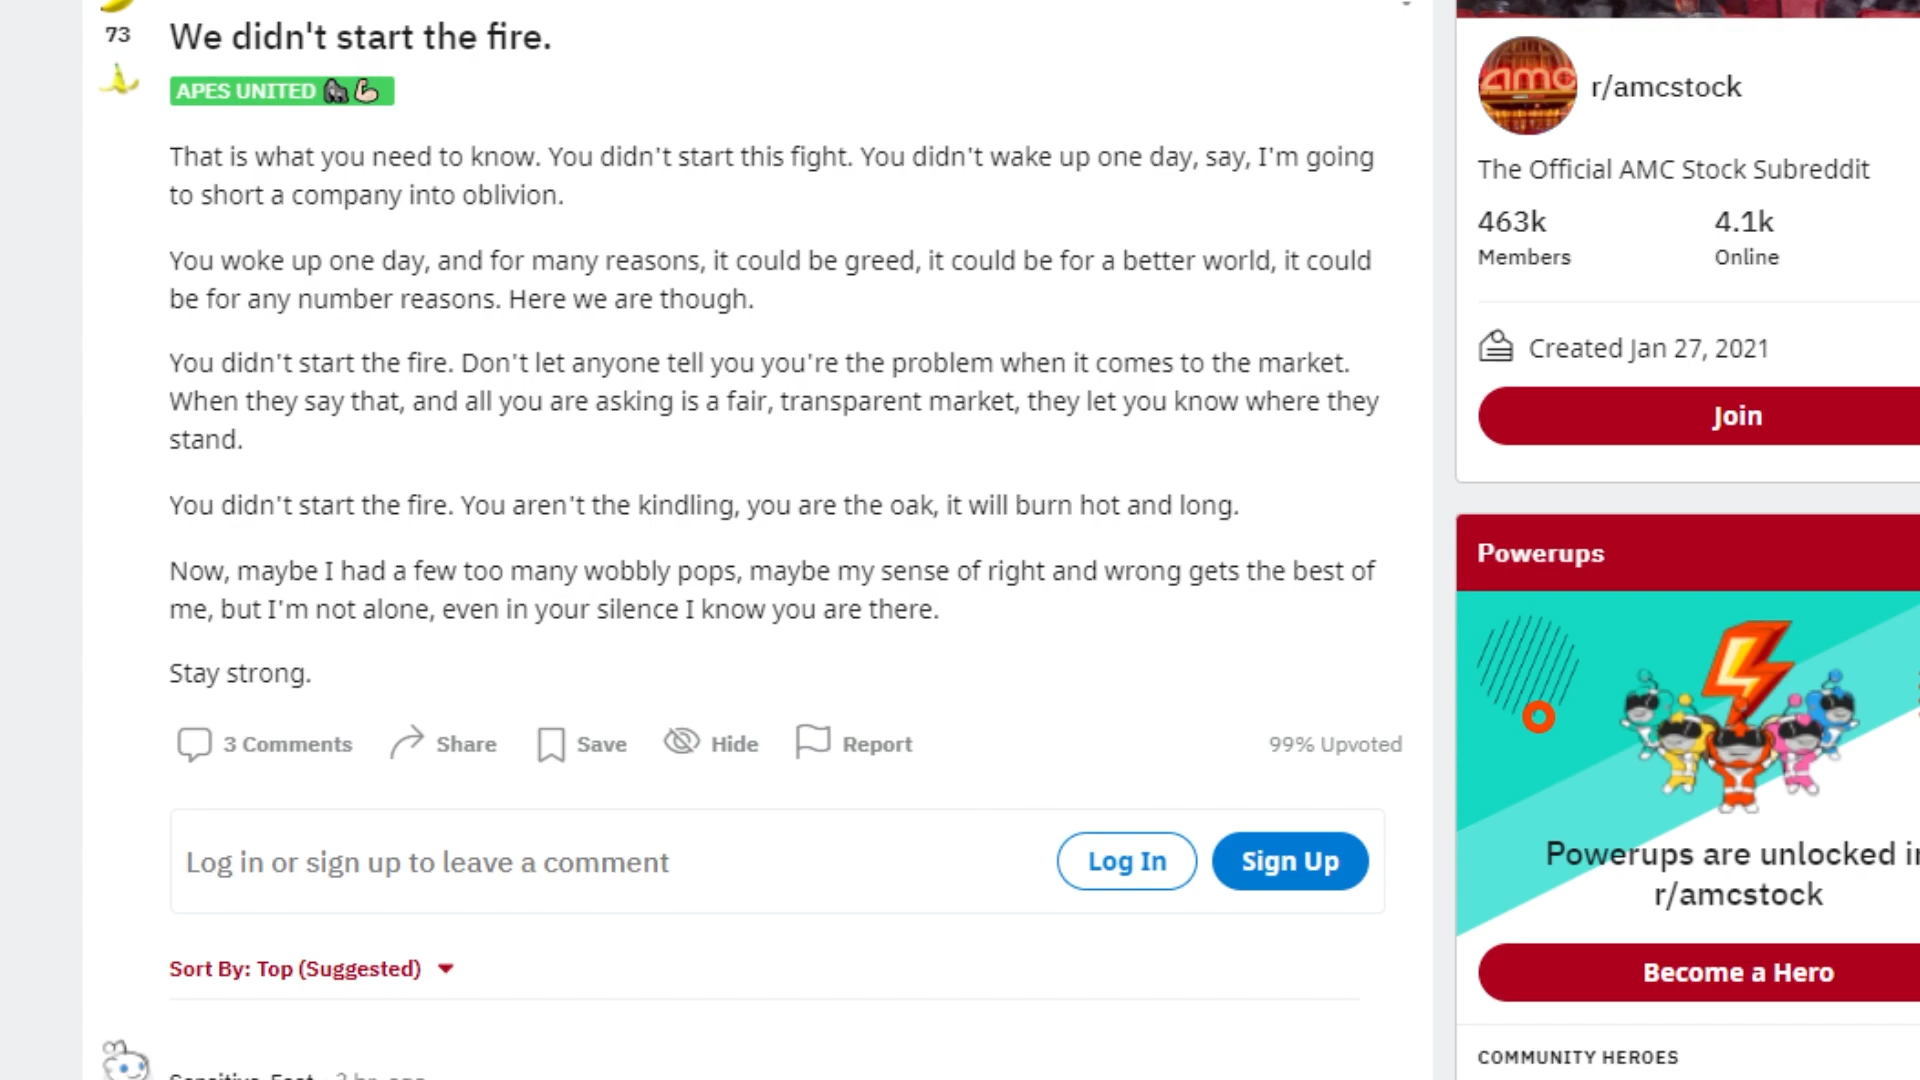 73
We didn't start the fire.
APES UNITED
That is what you need to know. You didn't start this fight. You didn't wake up one day, say, I'm going
to short a company into oblivion.
You woke up one day, and for many reasons, it could be greed, it could be for a better world, it could
be for any number reasons. Here we are though.
You didn't start the fire. Don't let anyone tell you you're the problem when it comes to the market.
When they say that, and all you are asking is a fair, transparent market, they let you know where they
stand.
You didn't start the fire. You aren't the kindling, you are the oak, it will burn hot and long.
Now, maybe I had a few too many wobbly pops, maybe my sense of right and wrong gets the best of
me, but I'm not alone, even in your silence I know you are there.
Stay strong.
3 Comments Share Save Hide Report 99% Upvoted
Log in or sign up to leave a comment Log In Sign Up
Sort By: Top (Suggested)
amc
r/amcstock
The Official AMC Stock Subreddit
463k 4.1k
Members Online
Created Jan 27, 2021
Join
Powerups
Powerups are unlocked in
r/amcstock
Become a Hero
COMMUNITY HEROES